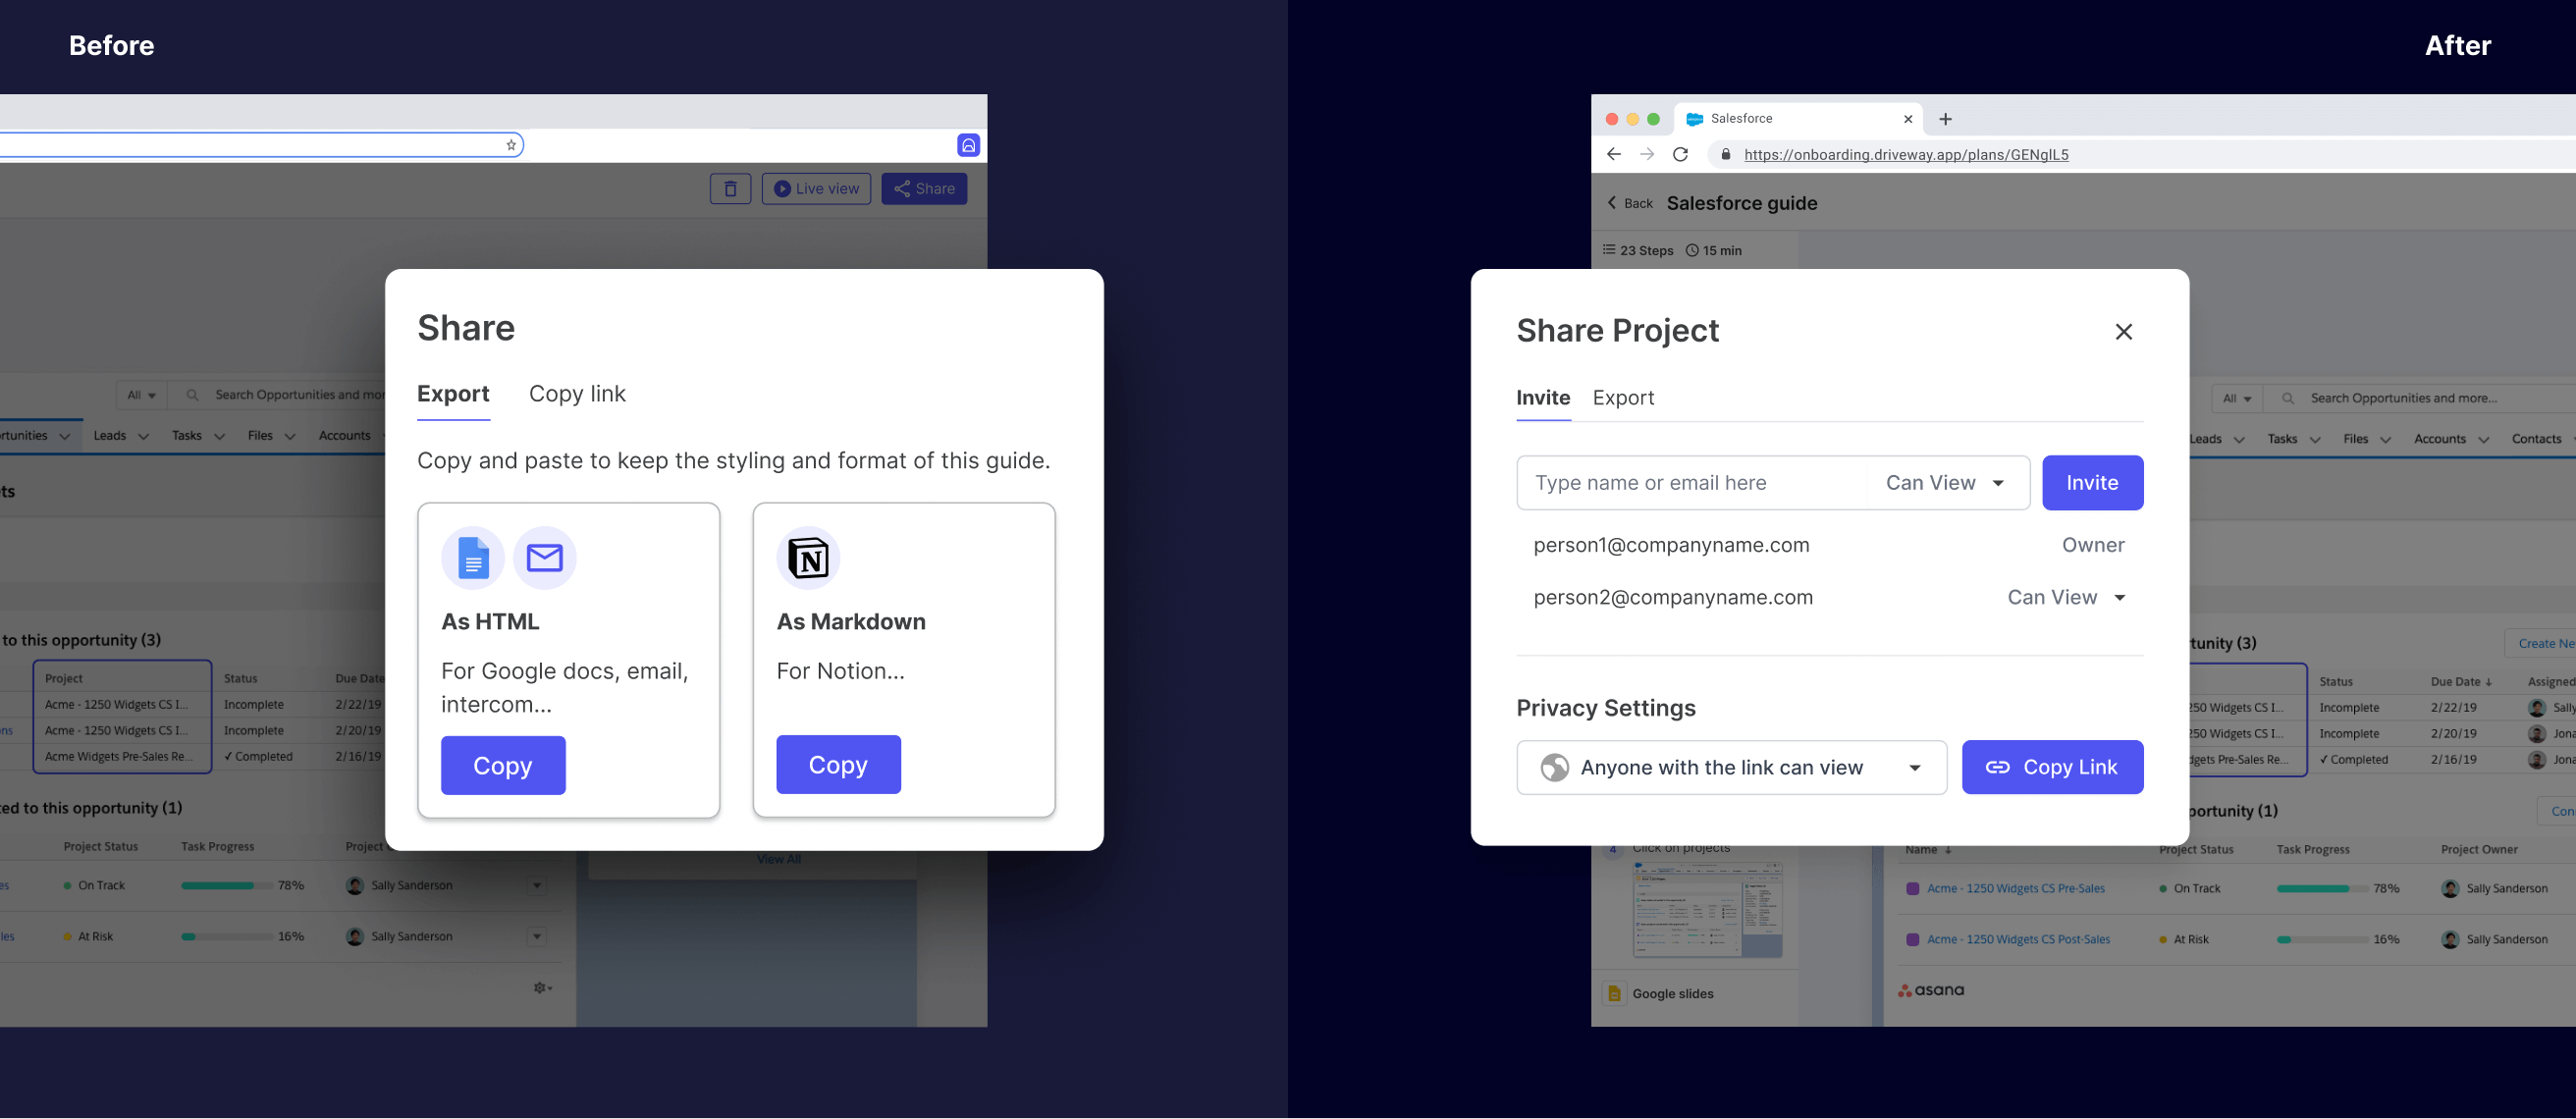 Before
Live view
Share
All
Search Opportunities and mor
rtunities
Leads
Tasks
Files
Accounts
ts
to this opportunity (3)
Project
Status
Due Date
Acme - 1250 Widgets CS I...
Incomplete
2/22/19
ns
Acme - 1250 Widgets CS I...
Incomplete
2/20/19
Acme Widgets Pre-Sales Re...
✓ Completed
2/16/19
ted to this opportunity (1)
Project Status
Task Progress
Project
es
On Track
78%
Sally Sanderson
les
At Risk
16%
Sally Sanderson
View All
Share
Export
Copy link
Copy and paste to keep the styling and format of this guide.
As HTML
For Google docs, email,
intercom...
Copy
As Markdown
For Notion...
Copy
After
Salesforce
https://onboarding.driveway.app/plans/GENglL5
Back
Salesforce guide
23 Steps
15 min
Share Project
Invite
Export
Type name or email here
Can View
Invite
person1@companyname.com
Owner
person2@companyname.com
Can View
Privacy Settings
Anyone with the link can view
Copy Link
All
Search Opportunities and more...
Leads
Tasks
Files
Accounts
Contacts
tunity (3)
Create Ne
Status
Due Date
Assigned
250 Widgets CS I...
Incomplete
2/22/19
Sally
250 Widgets CS I...
Incomplete
2/20/19
Jona
dgets Pre-Sales Re...
✓ Completed
2/16/19
Jona
portunity (1)
Con
4
Click on projects
Name
Project Status
Task Progress
Project Owner
Acme - 1250 Widgets CS Pre-Sales
On Track
78%
Sally Sanderson
Acme - 1250 Widgets CS Post-Sales
At Risk
16%
Sally Sanderson
Google slides
asana